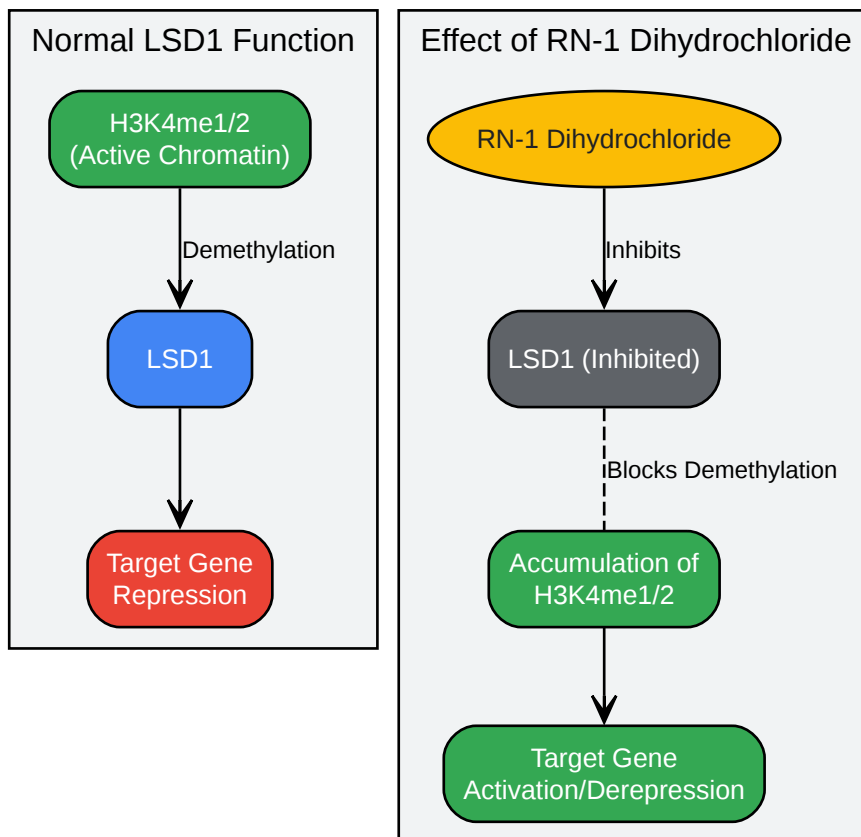 Normal LSD1 Function
H3K4me1/2
(Active Chromatin)
Demethylation
LSD1
Target Gene
Repression
Effect of RN-1 Dihydrochloride
RN-1 Dihydrochloride
Inhibits
LSD1 (Inhibited)
Blocks Demethylation
Accumulation of
H3K4me1/2
Target Gene
Activation/Derepression